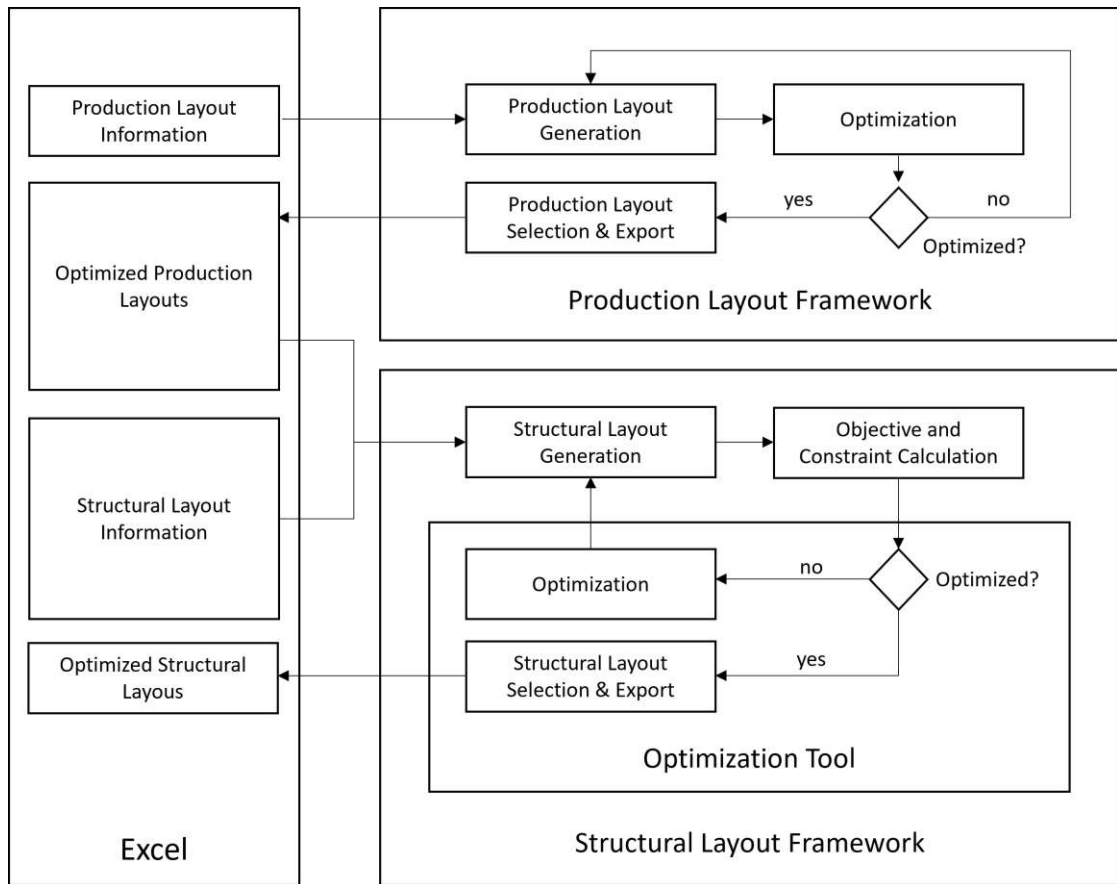 Production Layout
Information
Optimized Production
Layouts
Structural Layout
Information
Optimized Structural
Layous
Excel
Production Layout
Generation
Optimization
Production Layout
Selection & Export
yes
no
Optimized?
Production Layout Framework
Structural Layout
Generation
Objective and
Constraint Calculation
Optimization
no
Optimized?
Structural Layout
Selection & Export
yes
Optimization Tool
Structural Layout Framework